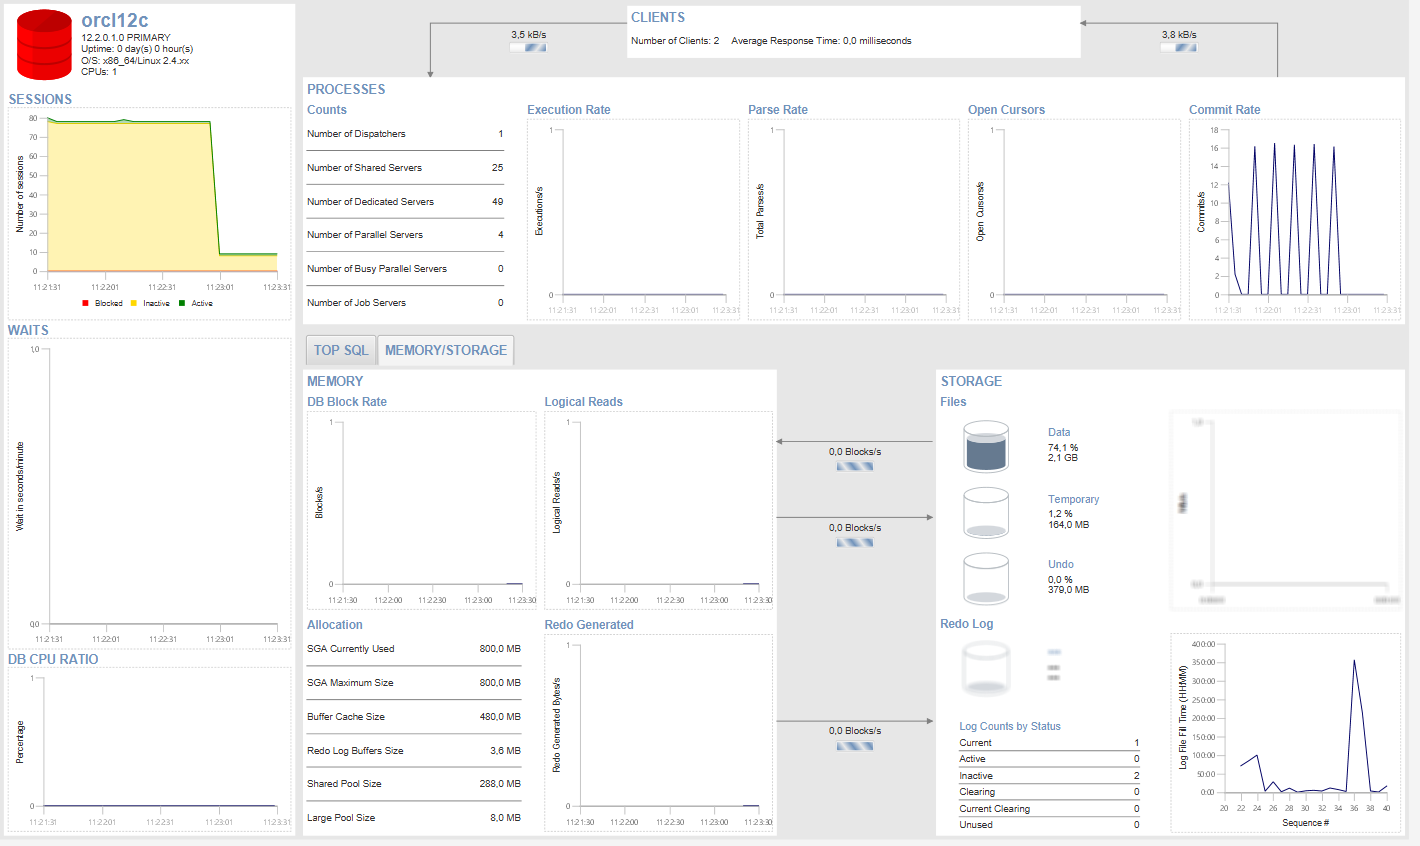 orcl12c
12.2.0.1.0 PRIMARY
Uptime: 0 day(s) 0 hour(s)
O/S: x86_64/Linux 2.4.xx
CPUs: 1
SESSIONS
Number of sessions
80
70
60
50
40
30
20
10
0
11:21:31 11:22:01 11:22:31 11:23:01 11:23:31
Blocked Inactive Active
WAITS
Wait in seconds/minute
1,0
0,0
11:21:31 11:22:01 11:22:31 11:23:01 11:23:31
DB CPU RATIO
Percentage
1
0
11:21:31 11:22:01 11:22:31 11:23:01 11:23:31
3,5 kB/s
CLIENTS
Number of Clients: 2 Average Response Time: 0,0 milliseconds
3,8 kB/s
PROCESSES
Counts
Number of Dispatchers 1
Number of Shared Servers 25
Number of Dedicated Servers 49
Number of Parallel Servers 4
Number of Busy Parallel Servers 0
Number of Job Servers 0
Execution Rate
Executions/s
1
0
11:21:31 11:22:01 11:22:31 11:23:01 11:23:31
Parse Rate
Total Parses/s
1
0
11:21:31 11:22:01 11:22:31 11:23:01 11:23:31
Open Cursors
Open Cursors/s
1
0
11:21:31 11:22:01 11:22:31 11:23:01 11:23:31
Commit Rate
Commits/s
18
16
14
12
10
8
6
4
2
0
11:21:31 11:22:01 11:22:31 11:23:01 11:23:31
TOP SQL MEMORY/STORAGE
MEMORY
DB Block Rate
Blocks/s
1
0
11:21:30 11:22:00 11:22:30 11:23:00 11:23:30
Logical Reads
Logical Reads/s
1
0
11:21:30 11:22:00 11:22:30 11:23:00 11:23:30
Allocation
SGA Currently Used 800,0 MB
SGA Maximum Size 800,0 MB
Buffer Cache Size 480,0 MB
Redo Log Buffers Size 3,6 MB
Shared Pool Size 288,0 MB
Large Pool Size 8,0 MB
Redo Generated
Redo Generated Bytes/s
1
0
11:21:30 11:22:00 11:22:30 11:23:00 11:23:30
0,0 Blocks/s
0,0 Blocks/s
0,0 Blocks/s
STORAGE
Files
Data
74,1 %
2,1 GB
Temporary
1,2 %
164,0 MB
Undo
0,0 %
379,0 MB
Redo Log
Log Counts by Status
Current 1
Active 0
Inactive 2
Clearing 0
Current Clearing 0
Unused 0
Log File Fill Time (HH:MM)
400:00
350:00
300:00
250:00
200:00
150:00
100:00
50:00
0:00
20 22 24 26 28 30 32 34 36 38 40
Sequence #